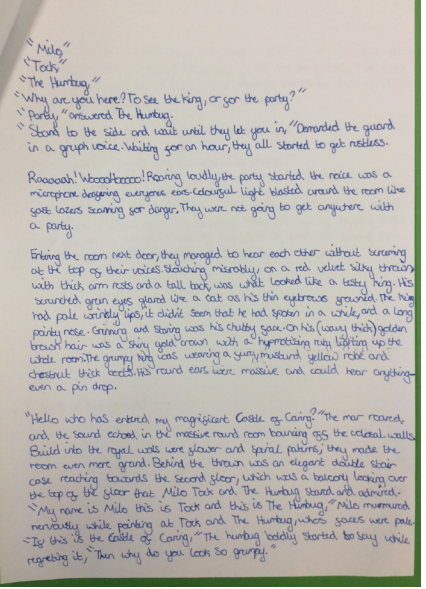 "Milo,"
"Tock,"
"The Humbug,"
"Why are you here? To see the king, or for the party?"
"Party," answered The Humbug.
"Stand to the side and wait until they let you in," Demanded the guard
in a gruph voice. Waiting for an hour, they all started to get restless.
Raaaaah! Woooohoooo! Roaring loudly, the party started the noice was a
microphone deafering everyones ears. Colourful light blasted around the room like
fast lazers scanning for danger. They were not going to get anywhere with
a party.
Entering the room next door, they managed to hear each other without screaming
at the top of their voices. Slouching misrobly, on a red velvet silky thrown
with thick arm rests and a tall back, was what looked like a tasty king. His
scrunched green eyes glared like a cat as his thin eyebrows frowned. The king
had pale wrinkly lips, it didnt seem that he had spoken in a while, and a long
pointy nose. Grinning and staring was his chubby face. On his (wavy thick) golden
brown hair was a shiny gold crown with a hypnotising ruby lighting up the
whole room. The grumpy king was wearing a fury, mustard yellow robe and
chestnut thick boots. His round ears were massive and could hear anything-
even a pin drop.
"Hello who has entered my magnificent Castle of Caring?" The man roared,
and the sound echoed in the massive round room bouncing off the colosal walls.
Build into the royal walls were flower and spiral paturns, they made the
room even more grand. Behind the thrown was an elegant double stair
case reaching towards the second floor, which was a balcony looking over
the top of the floor that Milo Tock and The Humbug stared and admired.
"My name is Milo this is Tock and this is The Humbug," Milo murmured
nervously while pointing at Tock and The Humbug, whos faces were pale.
"If this is the Castle of Caring," The humbug boldly started to say while
regreting it, "Then why do you look so grumpy."